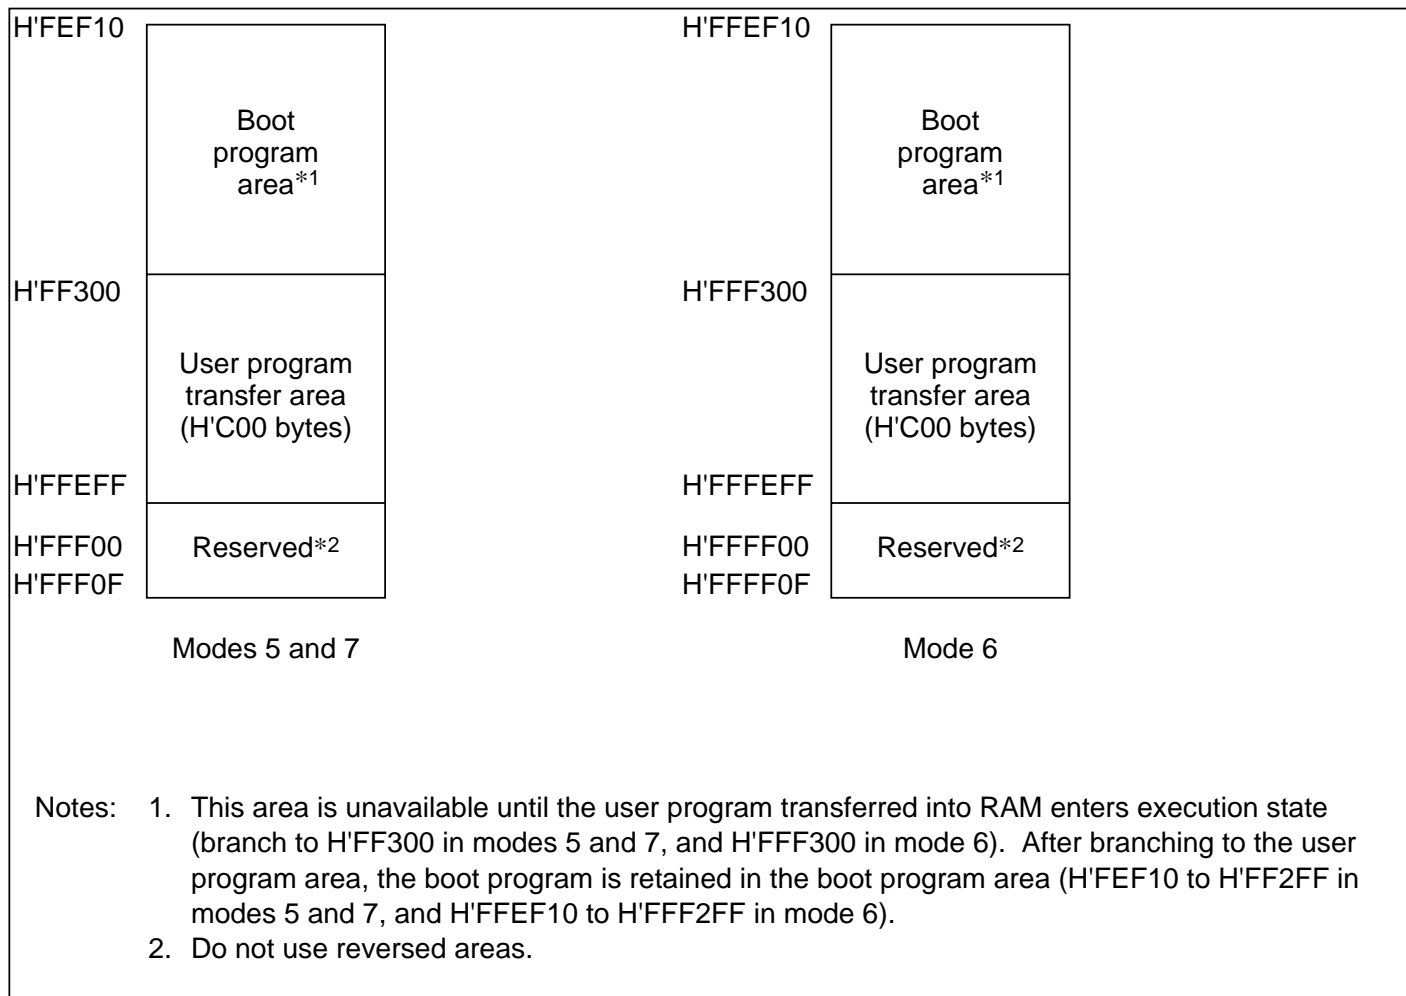 H'FEF10
Boot
program
area*1
H'FF300
User program
transfer area
(H'C00 bytes)
H'FFEFF
H'FFF00
Reserved*2
H'FFF0F
Modes 5 and 7
H'FFEF10
Boot
program
area*1
H'FFF300
User program
transfer area
(H'C00 bytes)
H'FFFEFF
H'FFFF00
Reserved*2
H'FFFF0F
Mode 6
Notes: 1. This area is unavailable until the user program transferred into RAM enters execution state
(branch to H'FF300 in modes 5 and 7, and H'FFF300 in mode 6). After branching to the user
program area, the boot program is retained in the boot program area (H'FEF10 to H'FF2FF in
modes 5 and 7, and H'FFEF10 to H'FFF2FF in mode 6).
2. Do not use reversed areas.